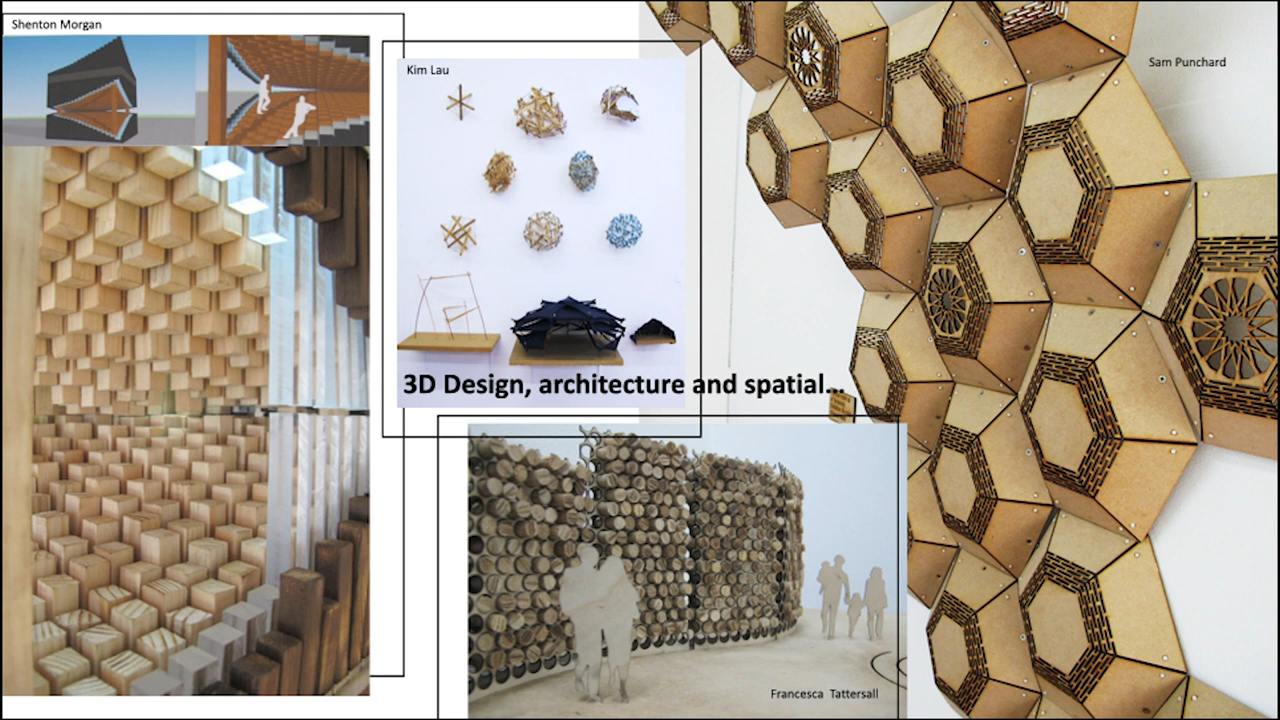 Shenton Morgan
Kim Lau
Sam Punchard
3D Design, architecture and spatial…
Francesca Tattersall